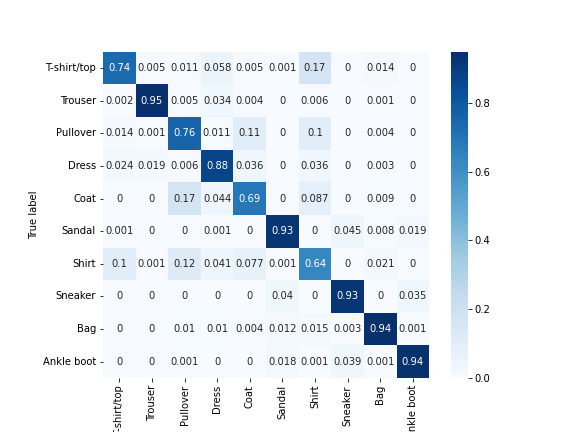 T-shirt/top 0.74 0.005 0.011 0.058 0.005 0.001 0.17 0 0.014 0
Trouser 0.002 0.95 0.005 0.034 0.004 0 0.006 0 0.001 0
Pullover 0.014 0.001 0.76 0.011 0.11 0 0.1 0 0.004 0
Dress 0.024 0.019 0.006 0.88 0.036 0 0.036 0 0.003 0
Coat 0 0 0.17 0.044 0.69 0 0.087 0 0.009 0
Sandal 0.001 0 0 0.001 0 0.93 0 0.045 0.008 0.019
Shirt 0.1 0.001 0.12 0.041 0.077 0.001 0.64 0 0.021 0
Sneaker 0 0 0 0 0 0.04 0 0.93 0 0.035
Bag 0 0 0.01 0.01 0.004 0.012 0.015 0.003 0.94 0.001
Ankle boot 0 0 0.001 0 0 0.018 0.001 0.039 0.001 0.94
True label
-shirt/top
Trouser
Pullover
Dress
Coat
Sandal
Shirt
Sneaker
Bag
nkle boot
0.8
0.6
0.4
0.2
0.0